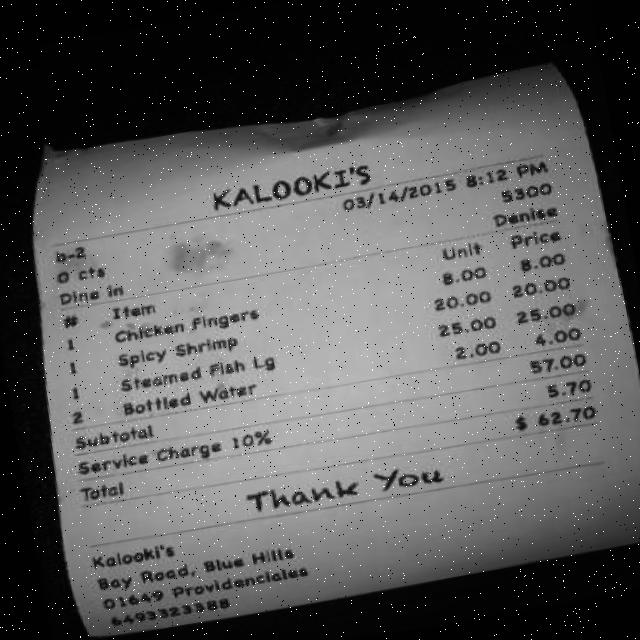 KALOOKI'S
03/14/2015 8:12 PM
b-2 5300
0 cts Denise
Dine in
# Item Unit Price
1 Chicken Fingers 8.00 8.00
1 Spicy Shrimp 20.00 20.00
1 Steamed Fish Lg 25.00 25.00
2 Bottled Water 2.00 4.00
Subtotal 57.00
Service Charge 10% 5.70
Total $ 62.70
Thank You
Kalooki's
Bay Road, Blue Hills
01649 Providenciales
6493323388